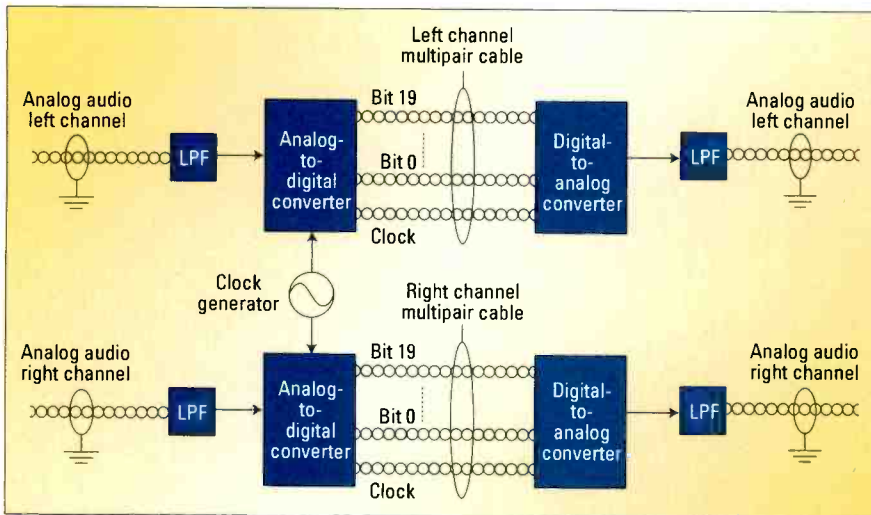 Left channel
multipair cable
Analog audio
left channel
Bit 19
Analog audio
left channel
LPF
Analog-
to-
digital
converter
Bit 0
Digital-
to-
analog
converter
LPF
Clock
Clock
generator
Right channel
multipair cable
Analog audio
right channel
Bit 19
Analog audio
right channel
LPF
Analog-
to-
digital
converter
Bit 0
Digital-
to-
analog
converter
LPF
Clock